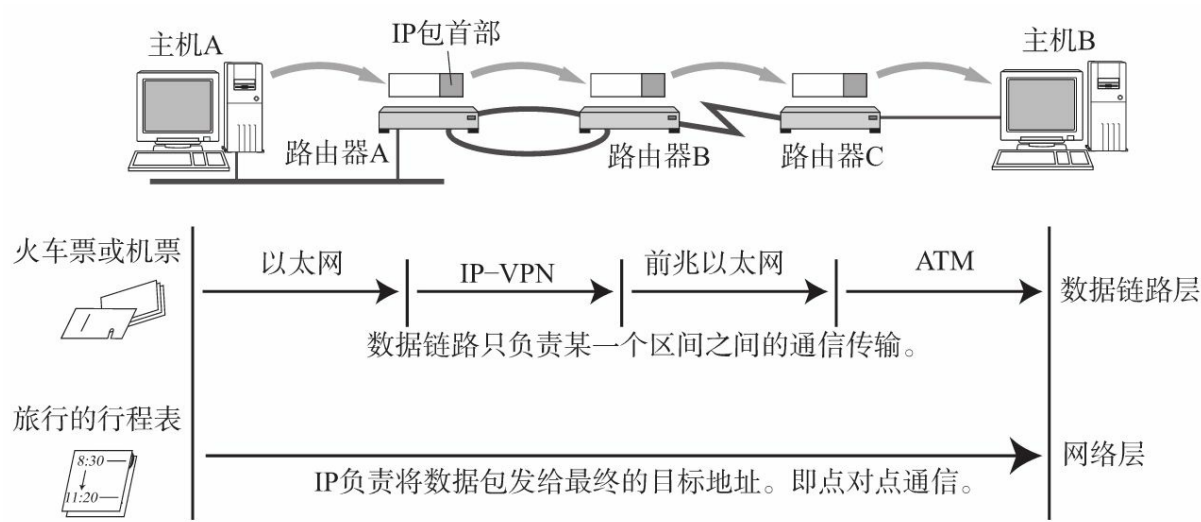 IP包首部
主机A
主机B
路由器A
路由器B
路由器C
火车票或机票
以太网
IP-VPN
前兆以太网
ATM
数据链路层
数据链路只负责某一个区间之间的通信传输。
旅行的行程表
8:30
11:20
网络层
IP负责将数据包发给最终的目标地址。即点对点通信。